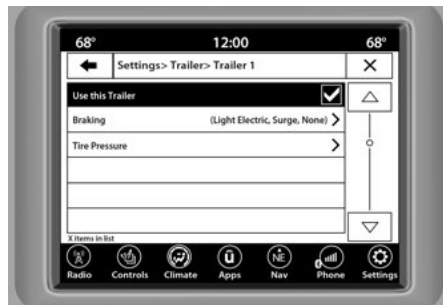 68° 12:00 68°
Settings> Trailer> Trailer 1
Use this Trailer
Braking (Light Electric, Surge, None)
Tire Pressure
X items in list
ū NE
Radio Controls Climate Apps Nav Phone Settings